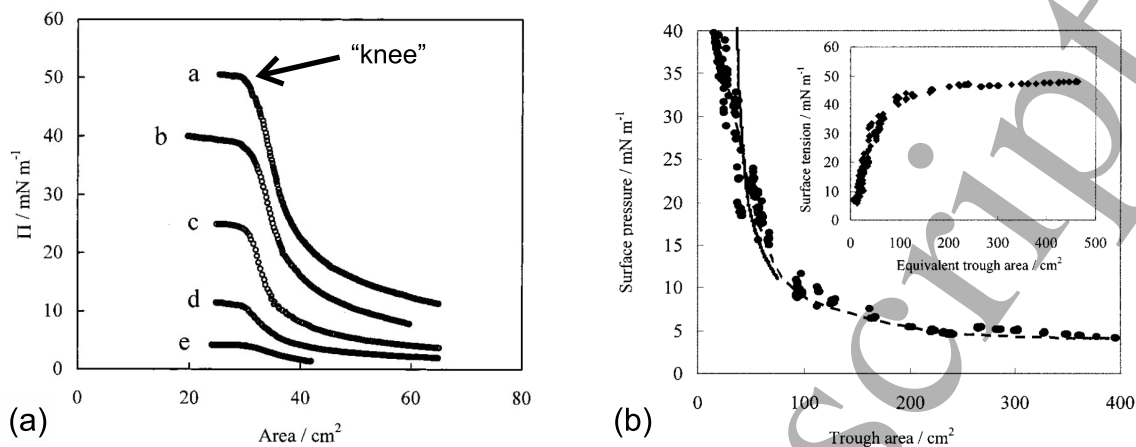 60
50
40
30
20
10
0
Π / mN m⁻¹
a
b
c
d
e
“knee”
0
20
40
60
80
Area / cm²
(a)
40
35
30
25
20
15
10
5
0
Surface pressure / mN m⁻¹
0
100
200
300
400
Trough area / cm²
(b)
60
50
40
30
20
10
0
Surface tension / mN m⁻¹
0
100
200
300
400
500
Equivalent trough area / cm²
script